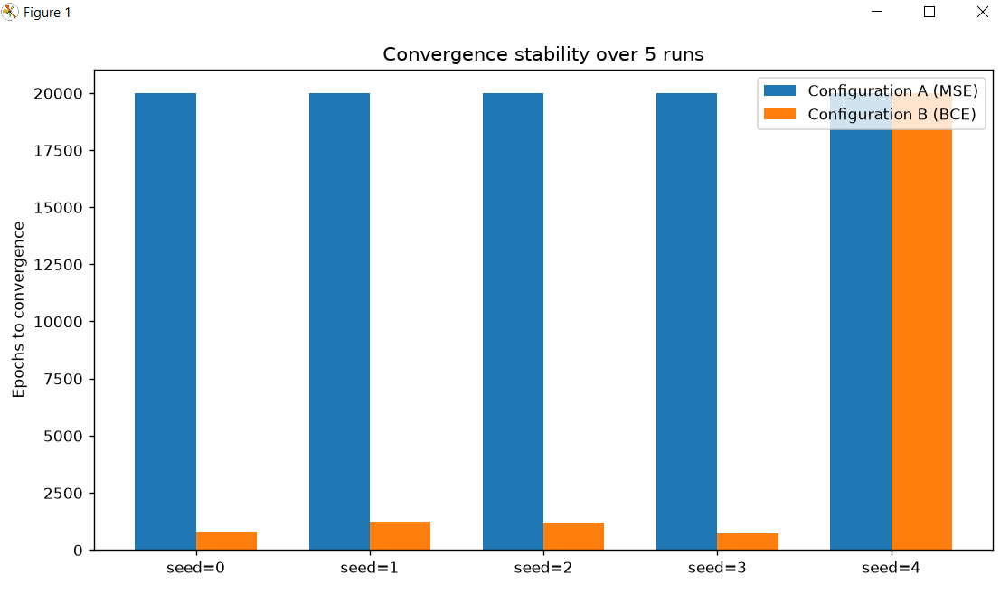 Figure 1
Convergence stability over 5 runs
Configuration A (MSE)
Configuration B (BCE)
Epochs to convergence
20000
17500
15000
12500
10000
7500
5000
2500
0
seed=0 seed=1 seed=2 seed=3 seed=4